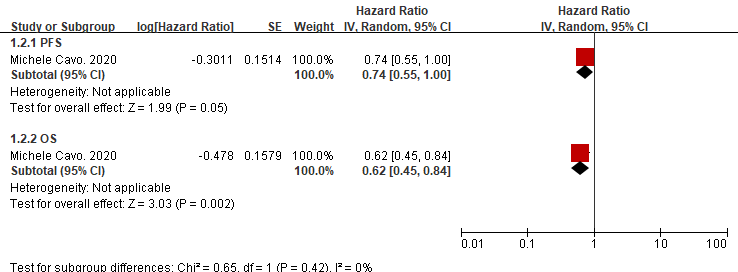 Hazard Ratio Hazard Ratio
Study or Subgroup log[Hazard Ratio] SE Weight IV, Random, 95% CI IV, Random, 95% CI
1.2.1 PFS
Michele Cavo. 2020 -0.3011 0.1514 100.0% 0.74 [0.55, 1.00]
Subtotal (95% CI) 100.0% 0.74 [0.55, 1.00]
Heterogeneity: Not applicable
Test for overall effect: Z = 1.99 (P = 0.05)
1.2.2 OS
Michele Cavo. 2020 -0.478 0.1579 100.0% 0.62 [0.45, 0.84]
Subtotal (95% CI) 100.0% 0.62 [0.45, 0.84]
Heterogeneity: Not applicable
Test for overall effect: Z = 3.03 (P = 0.002)
0.01 0.1 1 10 100
Test for subgroup differences: Chi² = 0.65, df = 1 (P = 0.42), I² = 0%